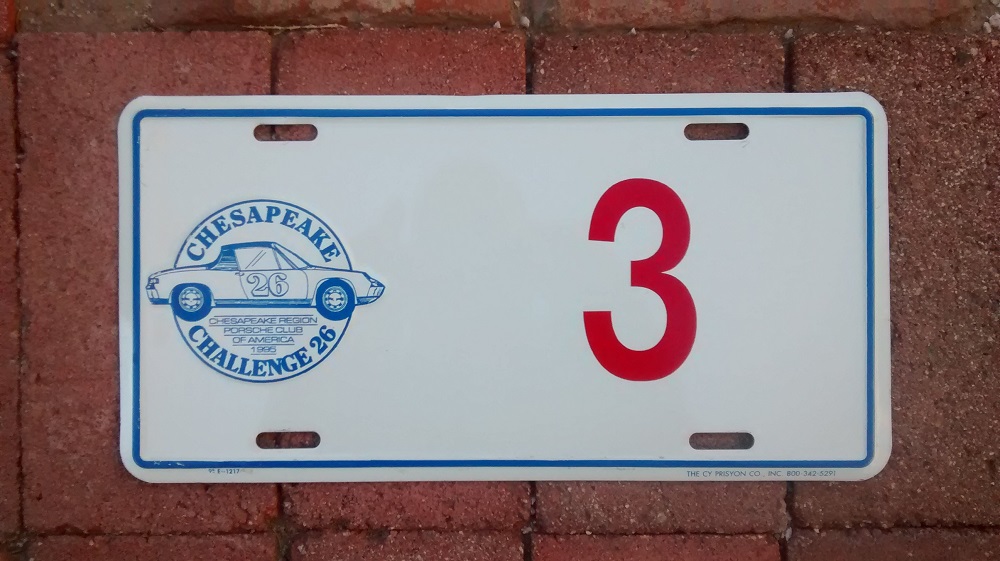 CHESAPEAKE
26
CHESAPEAKE REGION
PORSCHE CLUB
OF AMERICA
1995
CHALLENGE 26
3
THE CY PRISYON CO., INC. 800-342-5291